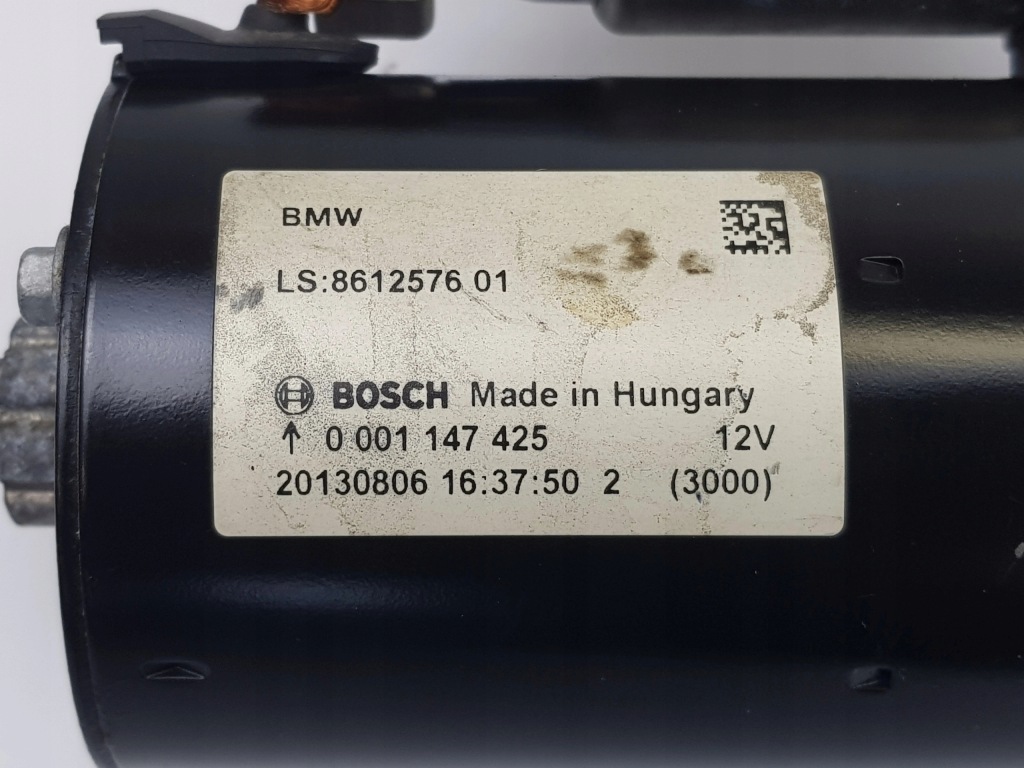 BMW
LS:8612576 01
BOSCH Made in Hungary
↑ 0 001 147 425 12V
20130806 16:37:50 2 (3000)